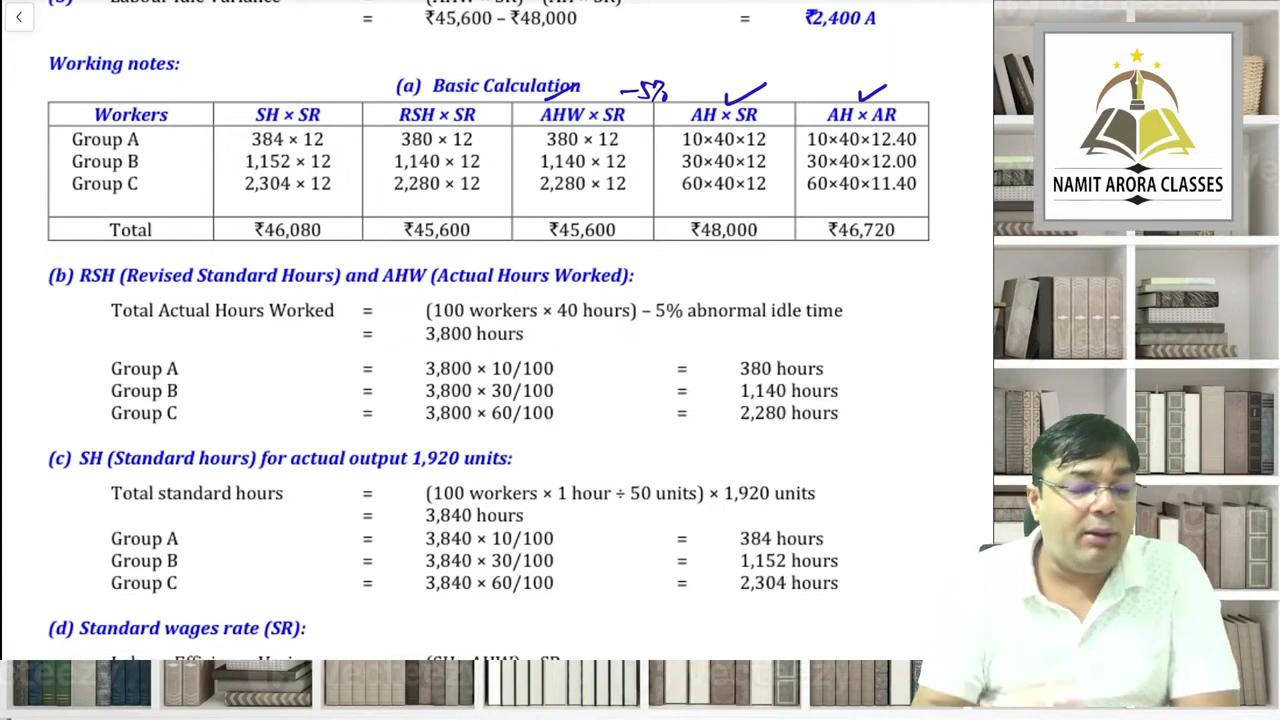 = ₹45,600 – ₹48,000 = ₹2,400 A
Working notes:
(a) Basic Calculation
–5%
Workers SH × SR RSH × SR AHW × SR AH × SR AH × AR
Group A 384 × 12 380 × 12 380 × 12 10×40×12 10×40×12.40
Group B 1,152 × 12 1,140 × 12 1,140 × 12 30×40×12 30×40×12.00
Group C 2,304 × 12 2,280 × 12 2,280 × 12 60×40×12 60×40×11.40
Total ₹46,080 ₹45,600 ₹45,600 ₹48,000 ₹46,720
(b) RSH (Revised Standard Hours) and AHW (Actual Hours Worked):
Total Actual Hours Worked = (100 workers × 40 hours) – 5% abnormal idle time
= 3,800 hours
Group A = 3,800 × 10/100 = 380 hours
Group B = 3,800 × 30/100 = 1,140 hours
Group C = 3,800 × 60/100 = 2,280 hours
(c) SH (Standard hours) for actual output 1,920 units:
Total standard hours = (100 workers × 1 hour ÷ 50 units) × 1,920 units
= 3,840 hours
Group A = 3,840 × 10/100 = 384 hours
Group B = 3,840 × 30/100 = 1,152 hours
Group C = 3,840 × 60/100 = 2,304 hours
(d) Standard wages rate (SR):
NAMIT ARORA CLASSES